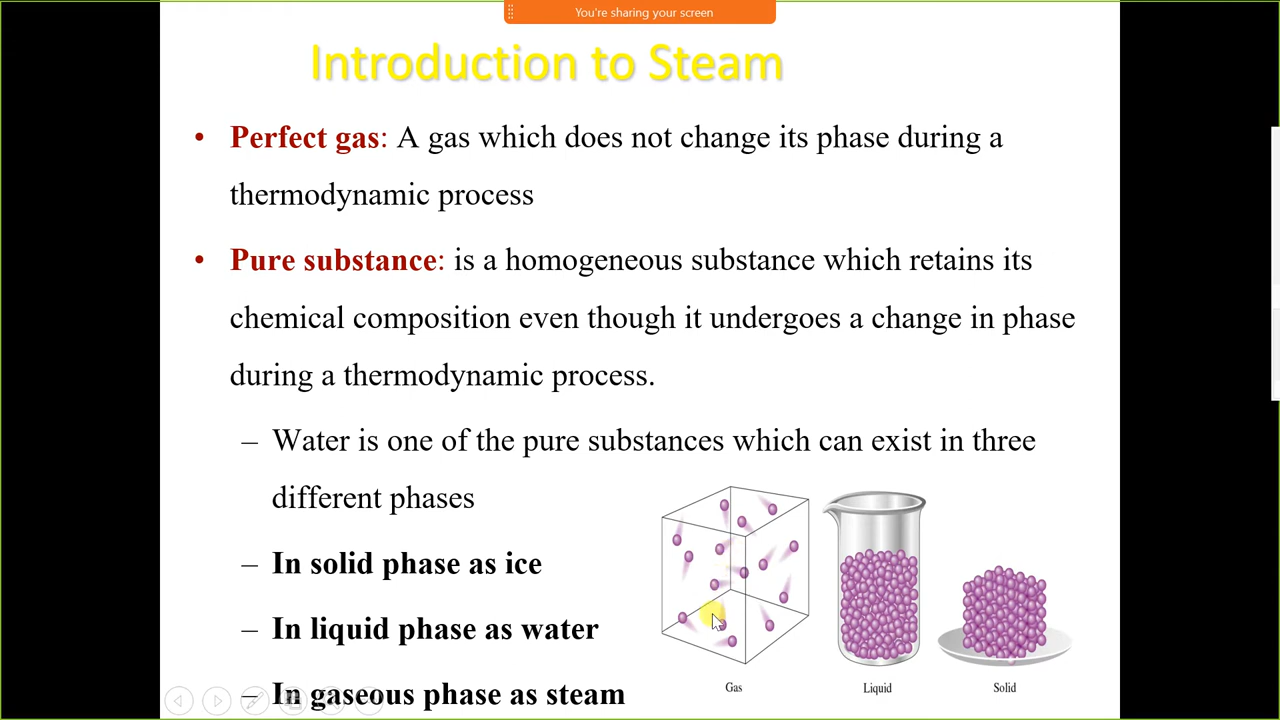 You're sharing your screen
Introduction to Steam
• Perfect gas: A gas which does not change its phase during a
thermodynamic process
• Pure substance: is a homogeneous substance which retains its
chemical composition even though it undergoes a change in phase
during a thermodynamic process.
– Water is one of the pure substances which can exist in three
different phases
– In solid phase as ice
– In liquid phase as water
– In gaseous phase as steam
Gas
Liquid
Solid